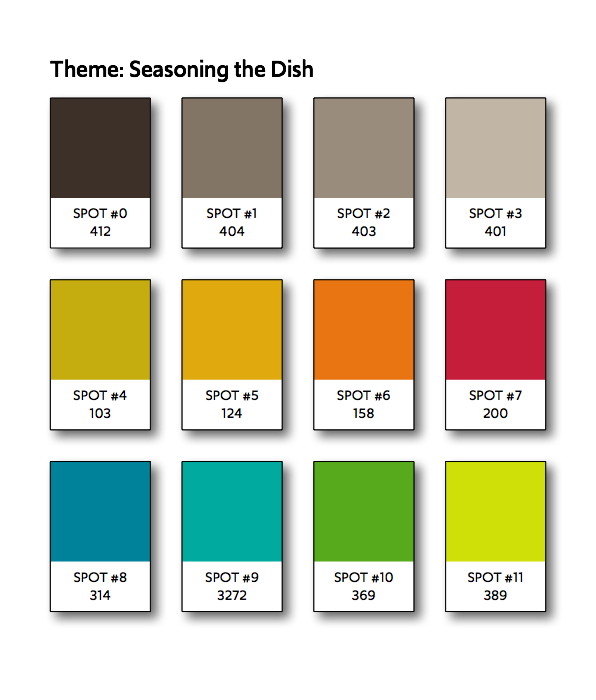 Theme: Seasoning the Dish
SPOT #0
412
SPOT #1
404
SPOT #2
403
SPOT #3
401
SPOT #4
103
SPOT #5
124
SPOT #6
158
SPOT #7
200
SPOT #8
314
SPOT #9
3272
SPOT #10
369
SPOT #11
389